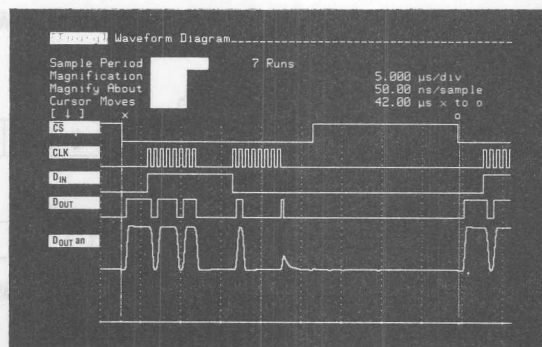 [Timing] Waveform Diagram
Sample Period 7 Runs
Magnification 5.000 µs/div
Magnify About 50.00 ns/sample
Cursor Moves 42.00 µs x to o
[ ↓ ] x o
CS
CLK
DIN
DOUT
DOUT an